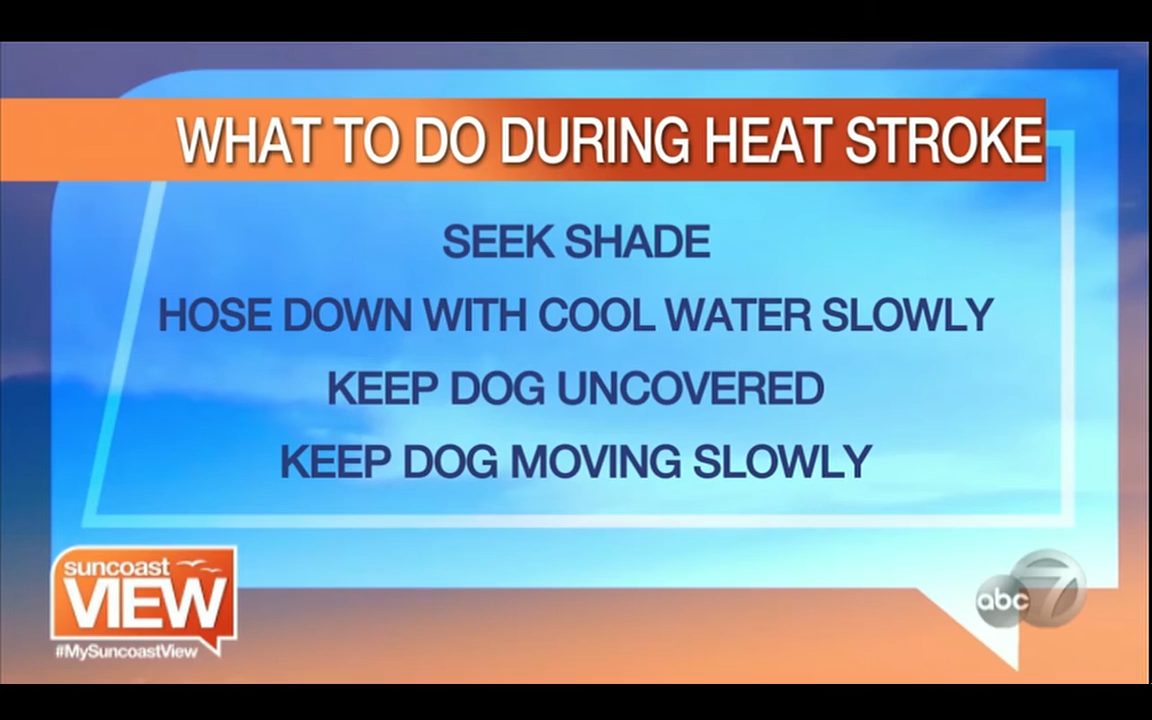 WHAT TO DO DURING HEAT STROKE
SEEK SHADE
HOSE DOWN WITH COOL WATER SLOWLY
KEEP DOG UNCOVERED
KEEP DOG MOVING SLOWLY
suncoast
VIEW
#MySuncoastView
abc 7